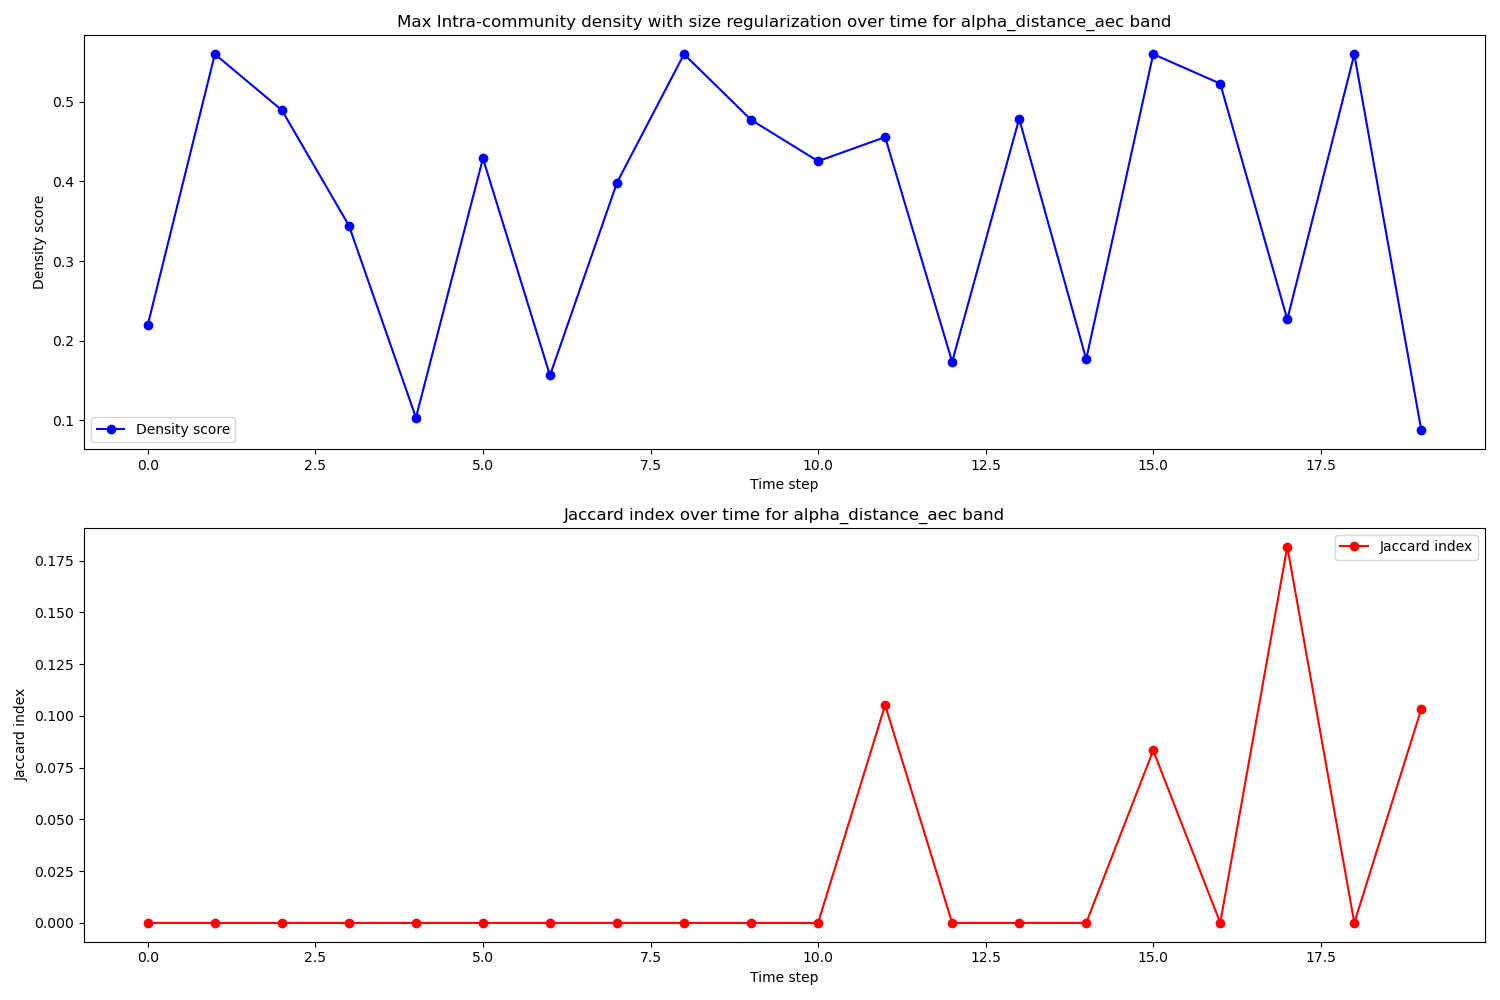 Max Intra-community density with size regularization over time for alpha_distance_aec band
Density score
0.5
0.4
0.3
0.2
0.1
Density score
0.0 2.5 5.0 7.5 10.0 12.5 15.0 17.5
Time step
Jaccard index over time for alpha_distance_aec band
Jaccard index
Jaccard index
0.175
0.150
0.125
0.100
0.075
0.050
0.025
0.000
0.0 2.5 5.0 7.5 10.0 12.5 15.0 17.5
Time step